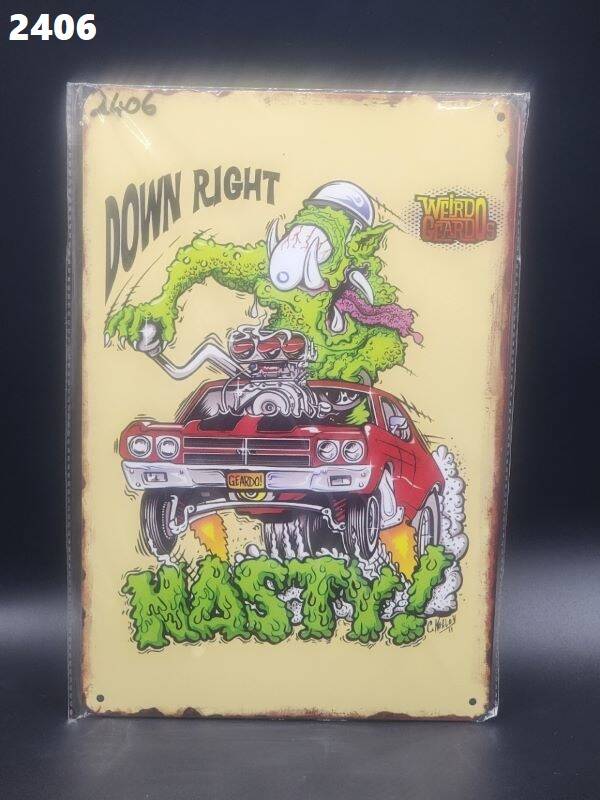 2406
2406
DOWN RIGHT
WEIRDO
GEARDOS
GEARDO!
NASTY!